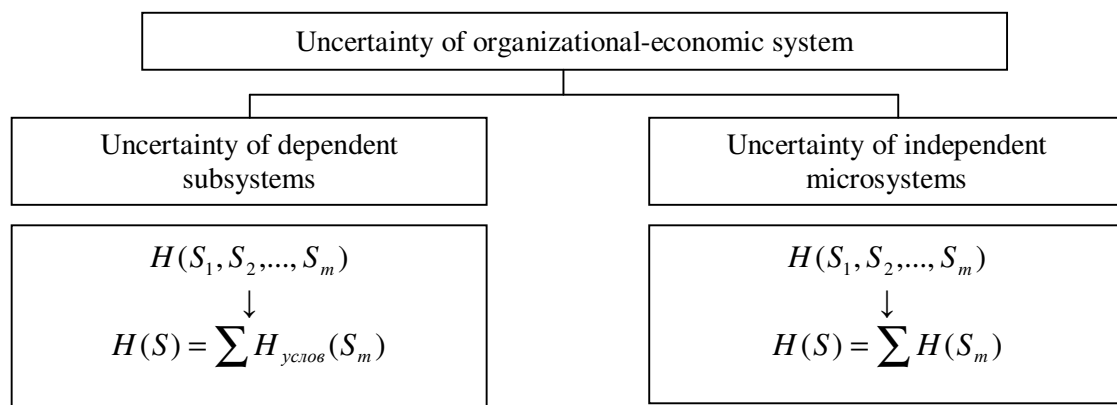 Uncertainty of organizational-economic system
Uncertainty of dependent
subsystems
H(S₁, S₂,..., Sₘ)
↓
H(S) = ∑ H услов (Sₘ)
Uncertainty of independent
microsystems
H(S₁, S₂,..., Sₘ)
↓
H(S) = ∑ H(Sₘ)